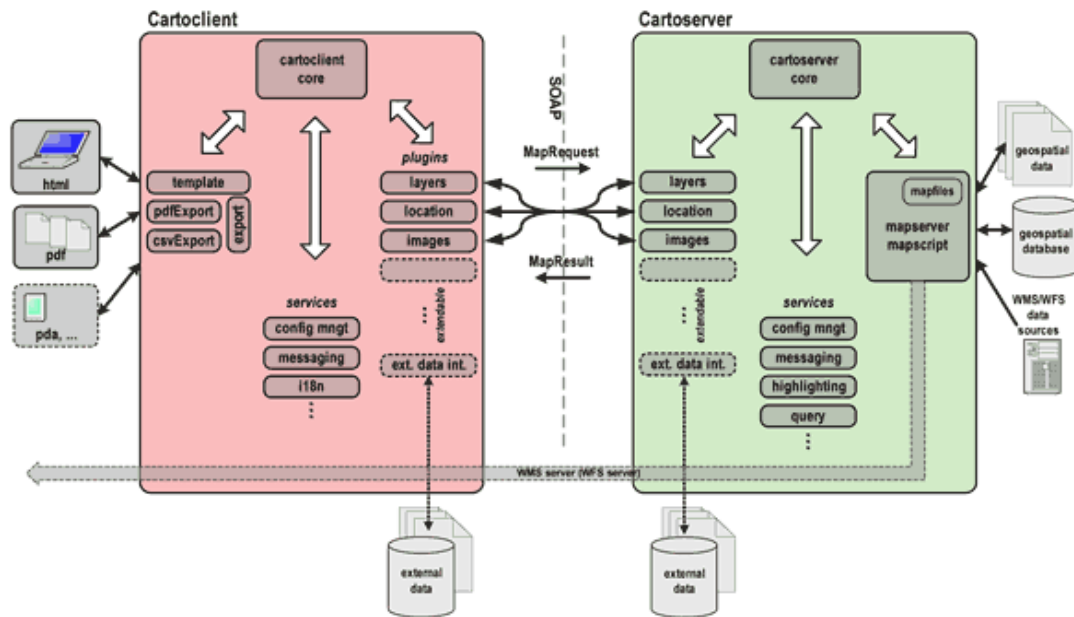 Cartoclient
cartoclient
core
html
pdf
pda, ...
template
pdfExport
csvExport
export
plugins
layers
location
images
...
extendable
ext. data int.
services
config mngt
messaging
i18n
...
external
data
SOAP
MapRequest
MapResult
Cartoserver
cartoserver
core
layers
location
images
...
extendable
ext. data int.
services
config mngt
messaging
highlighting
query
...
mapfiles
mapserver
mapscript
geospatial
data
geospatial
database
WMS/WFS
data
sources
WMS server (WFS server)
external
data